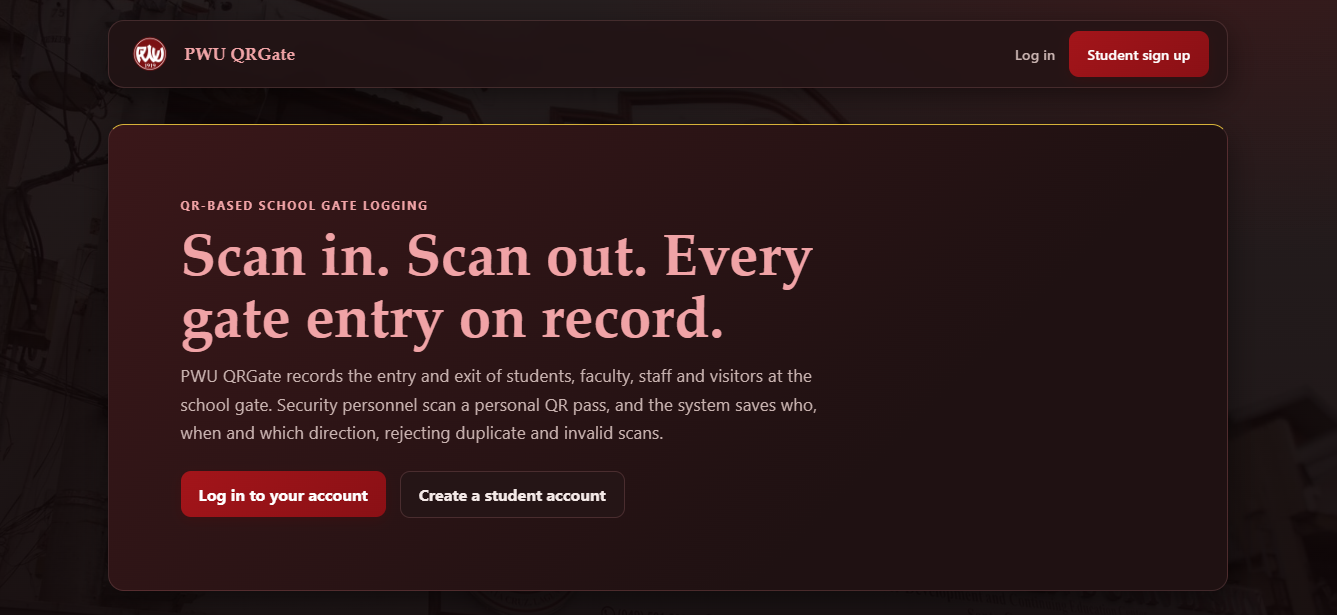 PWU
1919
PWU QRGate
Log in
Student sign up
QR-BASED SCHOOL GATE LOGGING
Scan in. Scan out. Every
gate entry on record.
PWU QRGate records the entry and exit of students, faculty, staff and visitors at the
school gate. Security personnel scan a personal QR pass, and the system saves who,
when and which direction, rejecting duplicate and invalid scans.
Log in to your account
Create a student account